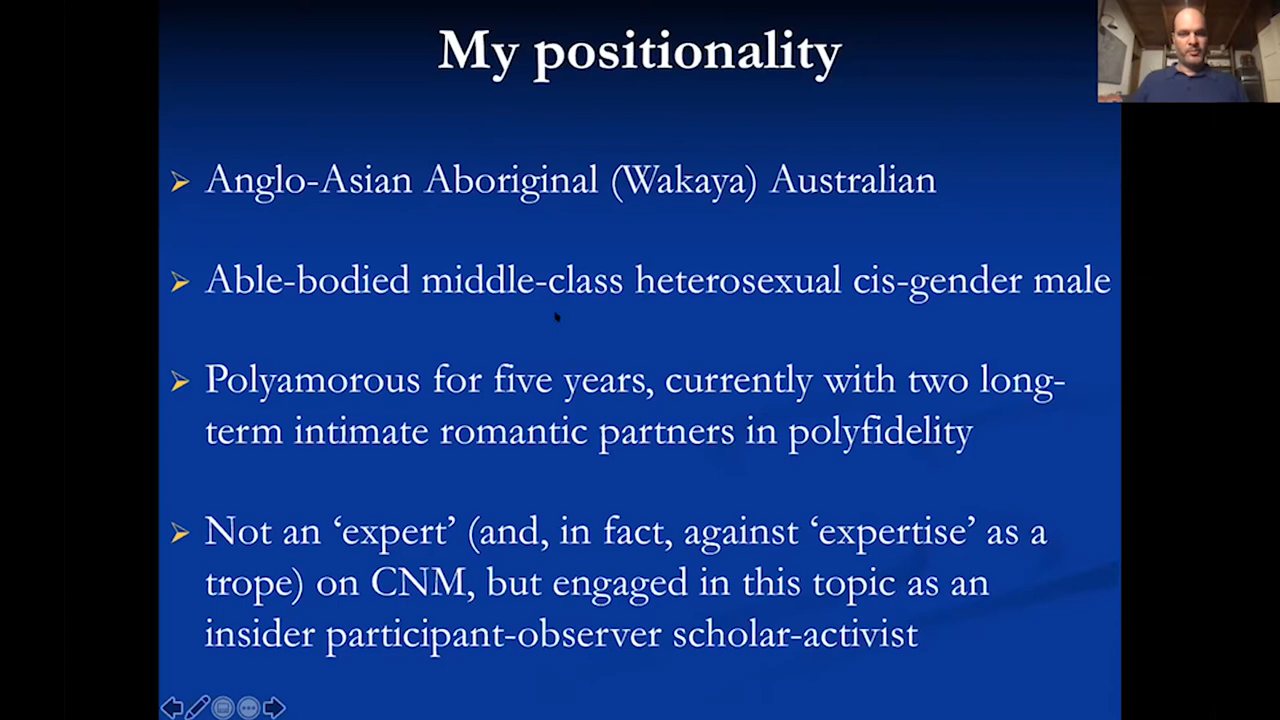 My positionality
Anglo-Asian Aboriginal (Wakaya) Australian
Able-bodied middle-class heterosexual cis-gender male
Polyamorous for five years, currently with two long-
term intimate romantic partners in polyfidelity
Not an ‘expert’ (and, in fact, against ‘expertise’ as a
trope) on CNM, but engaged in this topic as an
insider participant-observer scholar-activist